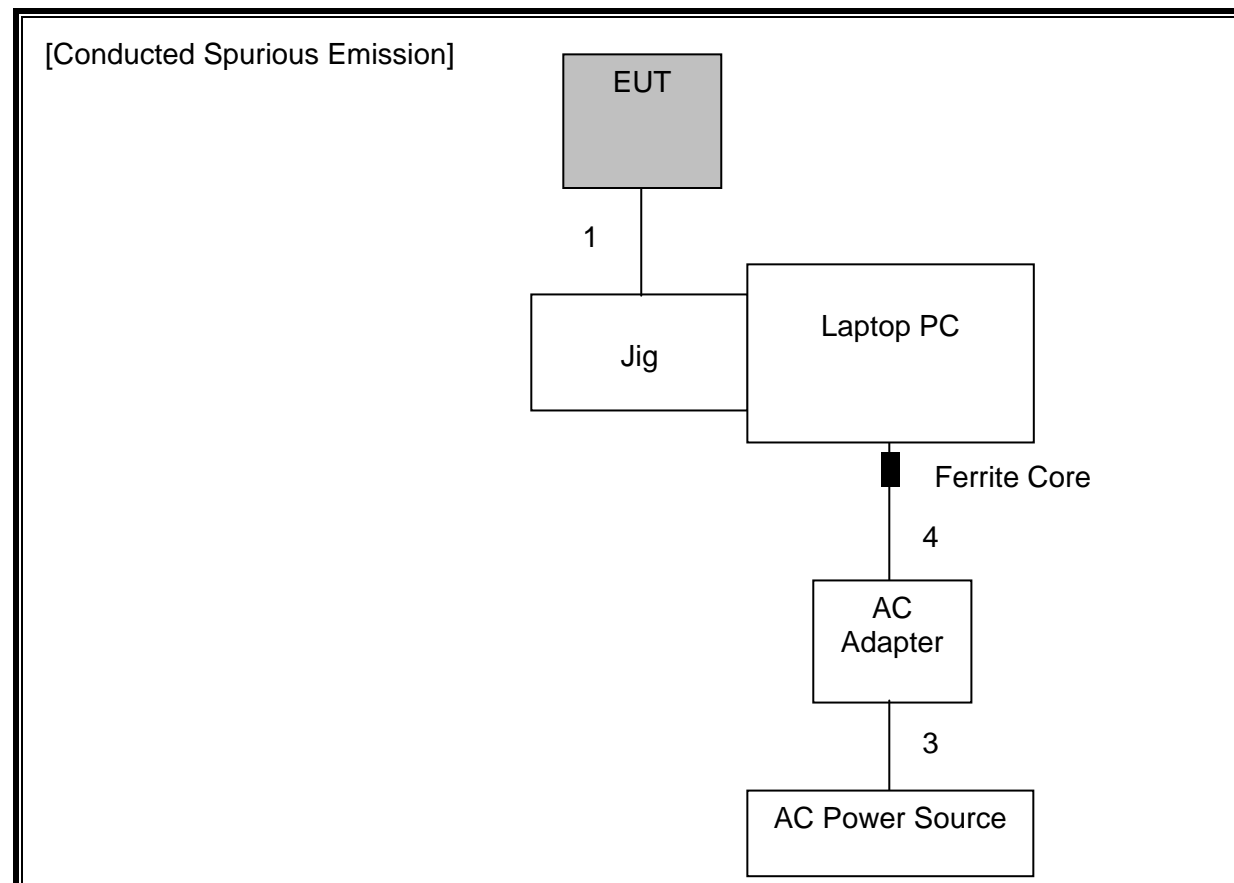 [Conducted Spurious Emission]
EUT
1
Laptop PC
Jig
Ferrite Core
4
AC
Adapter
3
AC Power Source